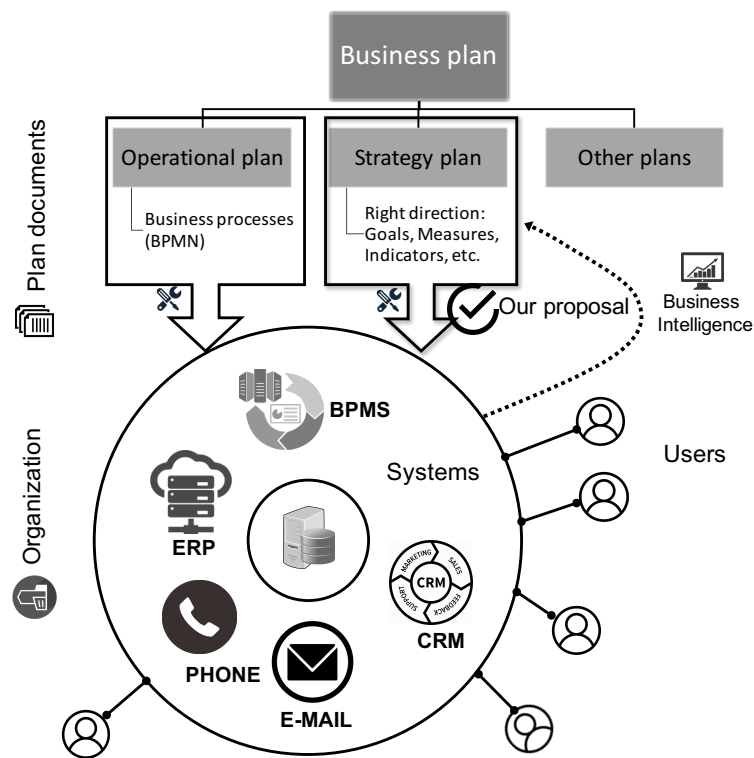 Business plan
Operational plan
Strategy plan
Other plans
Business processes
(BPMN)
Right direction:
Goals, Measures,
Indicators, etc.
Plan documents
Our proposal
Business
Intelligence
BPMS
Systems
Users
Organization
ERP
MARKETING
SALES
FEEDBACK
SUPPORT
CRM
CRM
PHONE
E-MAIL